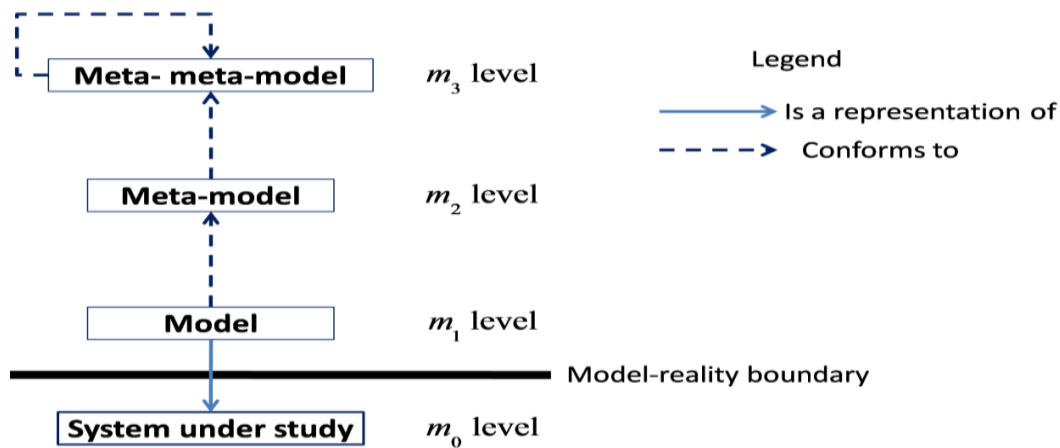 Meta- meta-model m₃ level
Legend
Is a representation of
Conforms to
Meta-model m₂ level
Model m₁ level
Model-reality boundary
System under study m₀ level